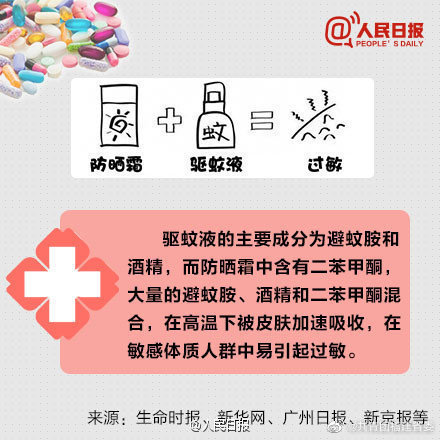 @人民日报
PEOPLE'S DAILY
蚊
防晒霜 + 驱蚊液 = 过敏
驱蚊液的主要成分为避蚊胺和
酒精，而防晒霜中含有二苯甲酮，
大量的避蚊胺、酒精和二苯甲酮混
合，在高温下被皮肤加速吸收，在
敏感体质人群中易引起过敏。
来源：生命时报、新华网、广州日报、新京报等
@人民日报